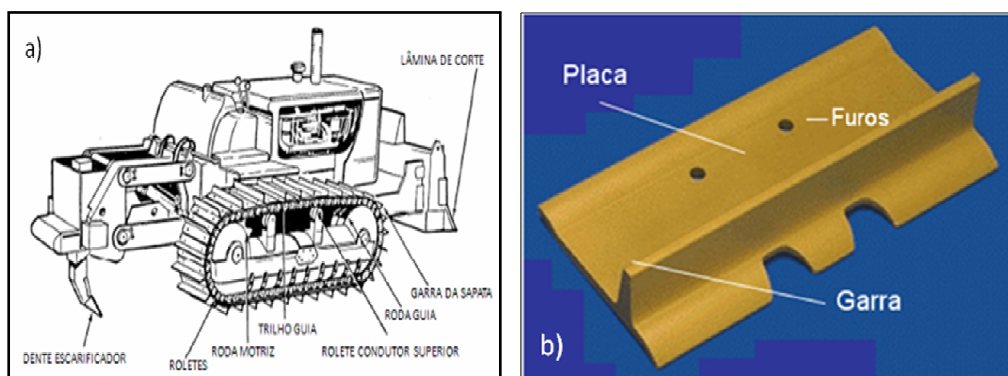 a)
LÂMINA DE CORTE
GARRA DA SAPATA
RODA GUIA
TRILHO GUIA
ROLETE CONDUTOR SUPERIOR
RODA MOTRIZ
DENTE ESCARIFICADOR
ROLETES
Placa
Furos
Garra
b)